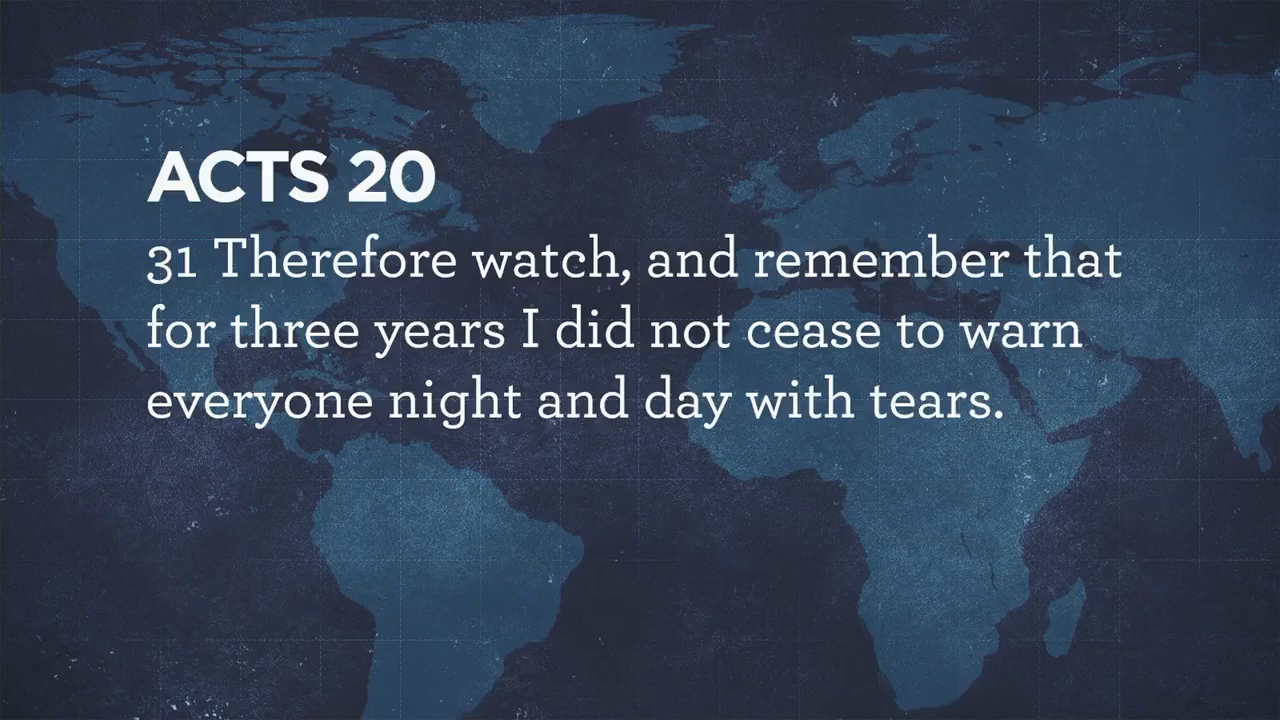 ACTS 20
31 Therefore watch, and remember that
for three years I did not cease to warn
everyone night and day with tears.